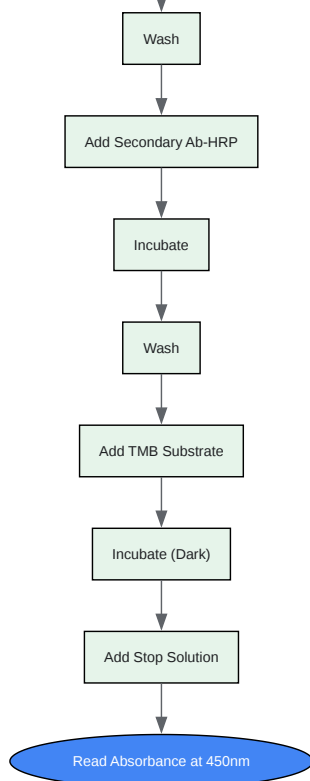 Wash
Add Secondary Ab-HRP
Incubate
Wash
Add TMB Substrate
Incubate (Dark)
Add Stop Solution
Read Absorbance at 450nm